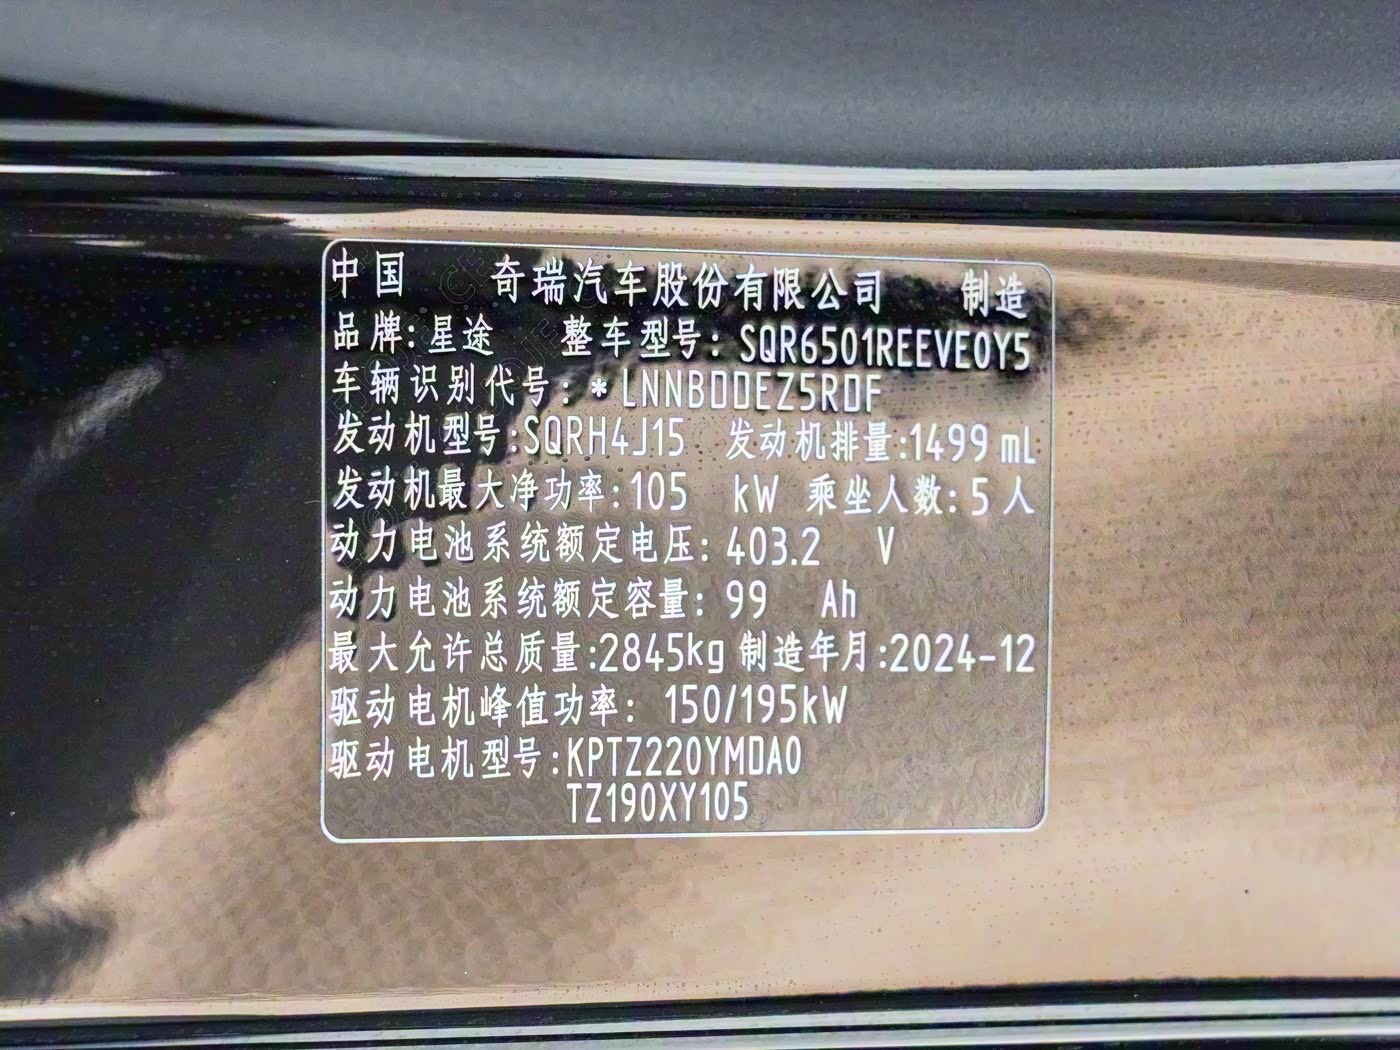 中国 奇瑞汽车股份有限公司 制造
品牌:星途 整车型号:SQR6501REEVE0Y5
车辆识别代号:*LNNBDDEZ5RDF
发动机型号:SQRH4J15 发动机排量:1499 mL
发动机最大净功率:105 kW 乘坐人数:5人
动力电池系统额定电压:403.2 V
动力电池系统额定容量:99 Ah
最大允许总质量:2845kg 制造年月:2024-12
驱动电机峰值功率: 150/195kW
驱动电机型号:KPTZ220YMDA0
TZ190XY105